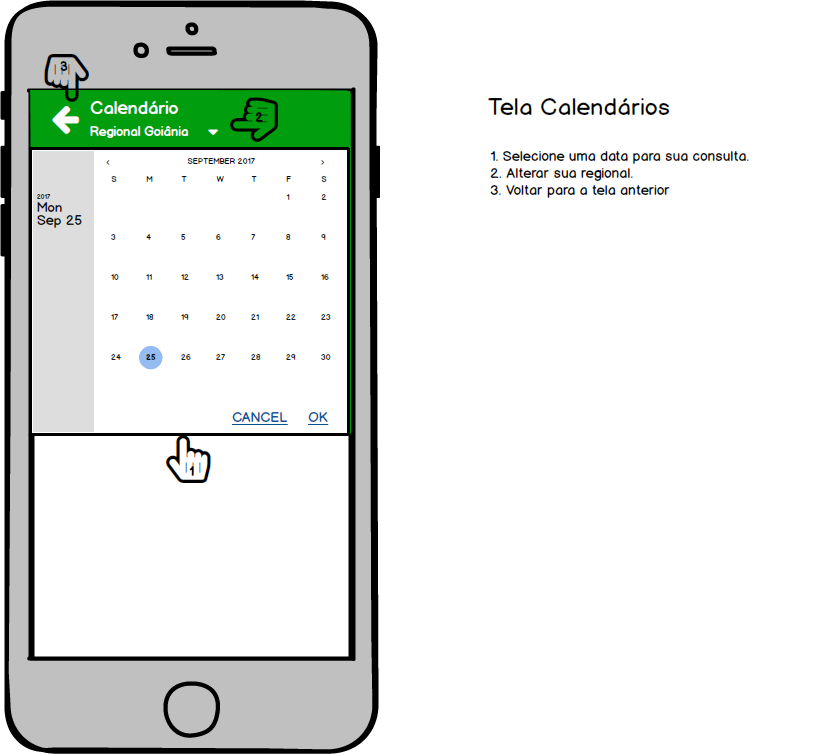 3
Calendário
Regional Goiânia
2
‹ SEPTEMBER 2017 ›
S M T W T F S
1 2
2017
Mon
Sep 25
3 4 5 6 7 8 9
10 11 12 13 14 15 16
17 18 19 20 21 22 23
24 25 26 27 28 29 30
CANCEL OK
1
Tela Calendários
1. Selecione uma data para sua consulta.
2. Alterar sua regional.
3. Voltar para a tela anterior